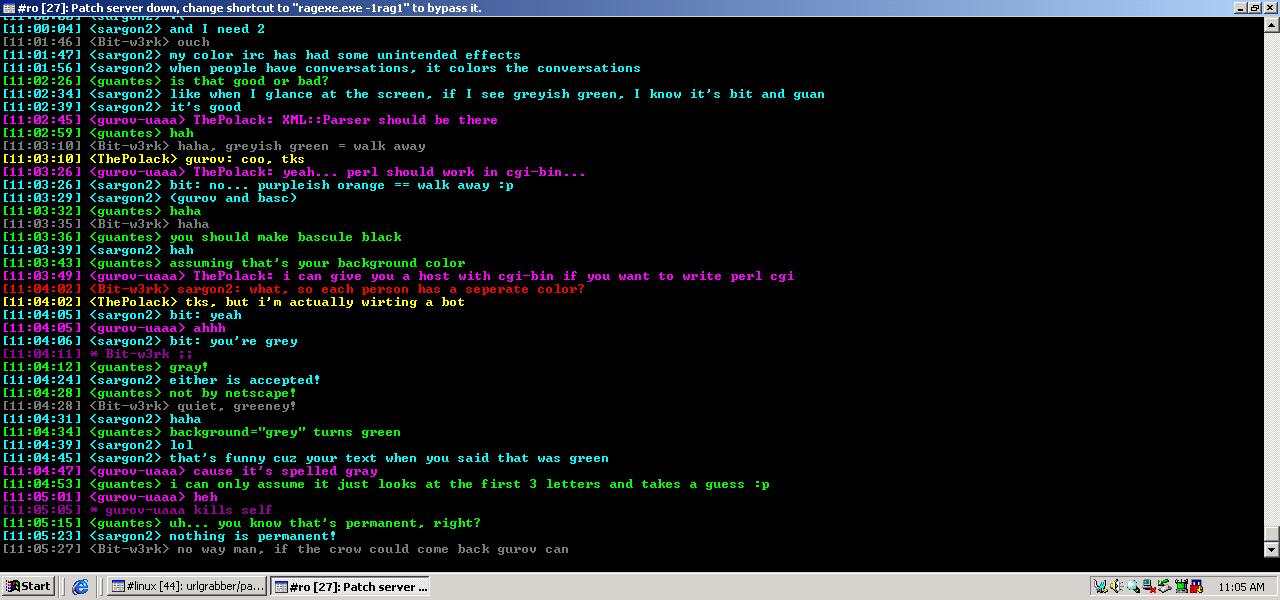 #ro [27]: Patch server down, change shortcut to "ragexe.exe -1rag1" to bypass it.
[11:00:04] <sargon2> and I need 2
[11:01:46] <Bit-w3rk> ouch
[11:01:47] <sargon2> my color irc has had some unintended effects
[11:01:56] <sargon2> when people have conversations, it colors the conversations
[11:02:26] <guantes> is that good or bad?
[11:02:34] <sargon2> like when I glance at the screen, if I see greyish green, I know it's bit and guan
[11:02:39] <sargon2> it's good
[11:02:45] <gurov-uaaa> ThePolack: XML::Parser should be there
[11:02:59] <guantes> hah
[11:03:10] <Bit-w3rk> haha, greyish green = walk away
[11:03:10] <ThePolack> gurov: coo, tks
[11:03:26] <gurov-uaaa> ThePolack: yeah... perl should work in cgi-bin...
[11:03:26] <sargon2> bit: no... purpleish orange == walk away :p
[11:03:29] <sargon2> (gurov and basc)
[11:03:32] <guantes> haha
[11:03:35] <Bit-w3rk> haha
[11:03:36] <guantes> you should make bascule black
[11:03:39] <sargon2> hah
[11:03:43] <guantes> assuming that's your background color
[11:03:49] <gurov-uaaa> ThePolack: i can give you a host with cgi-bin if you want to write perl cgi
[11:04:02] <Bit-w3rk> sargon2: what, so each person has a seperate color?
[11:04:02] <ThePolack> tks, but i'm actually wirting a bot
[11:04:05] <sargon2> bit: yeah
[11:04:05] <gurov-uaaa> ahhh
[11:04:06] <sargon2> bit: you're grey
[11:04:11] * Bit-w3rk ;;
[11:04:12] <guantes> gray!
[11:04:24] <sargon2> either is accepted!
[11:04:28] <guantes> not by netscape!
[11:04:28] <Bit-w3rk> quiet, greeney!
[11:04:31] <sargon2> haha
[11:04:34] <guantes> background="grey" turns green
[11:04:39] <sargon2> lol
[11:04:45] <sargon2> that's funny cuz your text when you said that was green
[11:04:47] <gurov-uaaa> cause it's spelled gray
[11:04:53] <guantes> i can only assume it just looks at the first 3 letters and takes a guess :p
[11:05:01] <gurov-uaaa> heh
[11:05:05] * gurov-uaaa kills self
[11:05:15] <guantes> uh... you know that's permanent, right?
[11:05:23] <sargon2> nothing is permanent!
[11:05:27] <Bit-w3rk> no way man, if the crow could come back gurov can
Start #linux [44]: urlgrabber/pa... #ro [27]: Patch server ... 11:05 AM